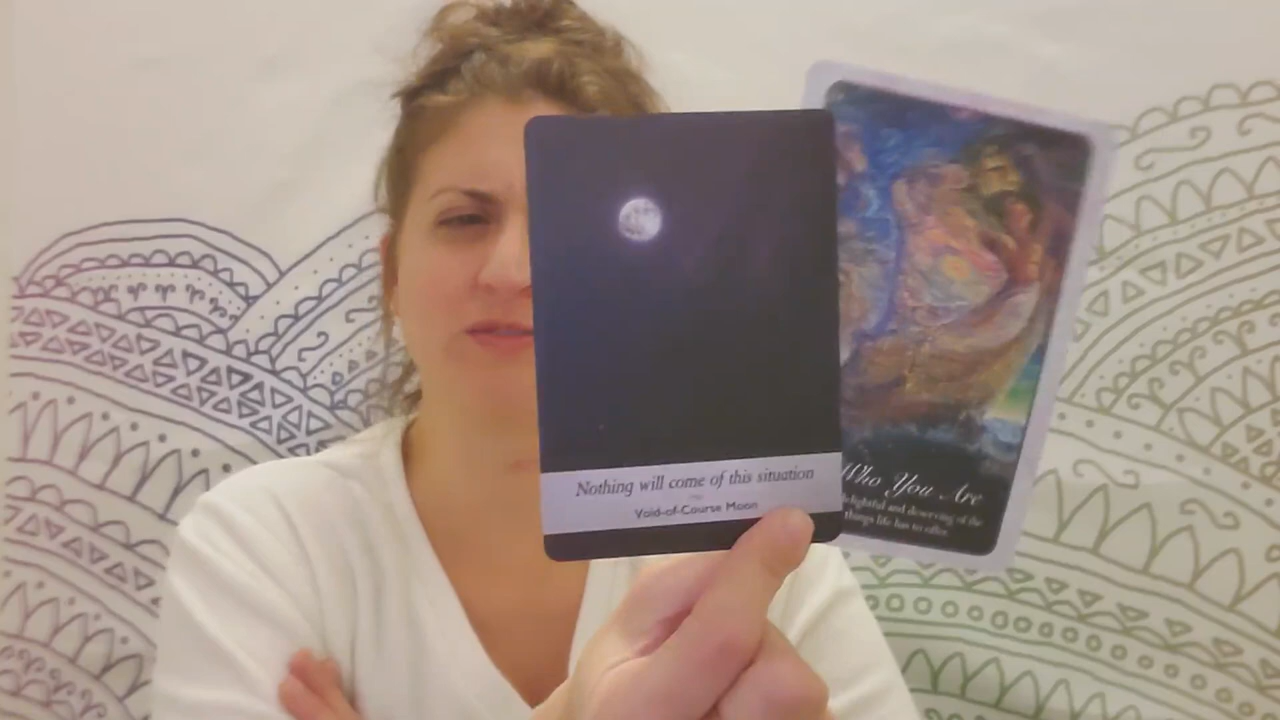 Nothing will come of this situation
Void-of-Course Moon
Who You Are
delightful and deserving of the
things life has to offer.